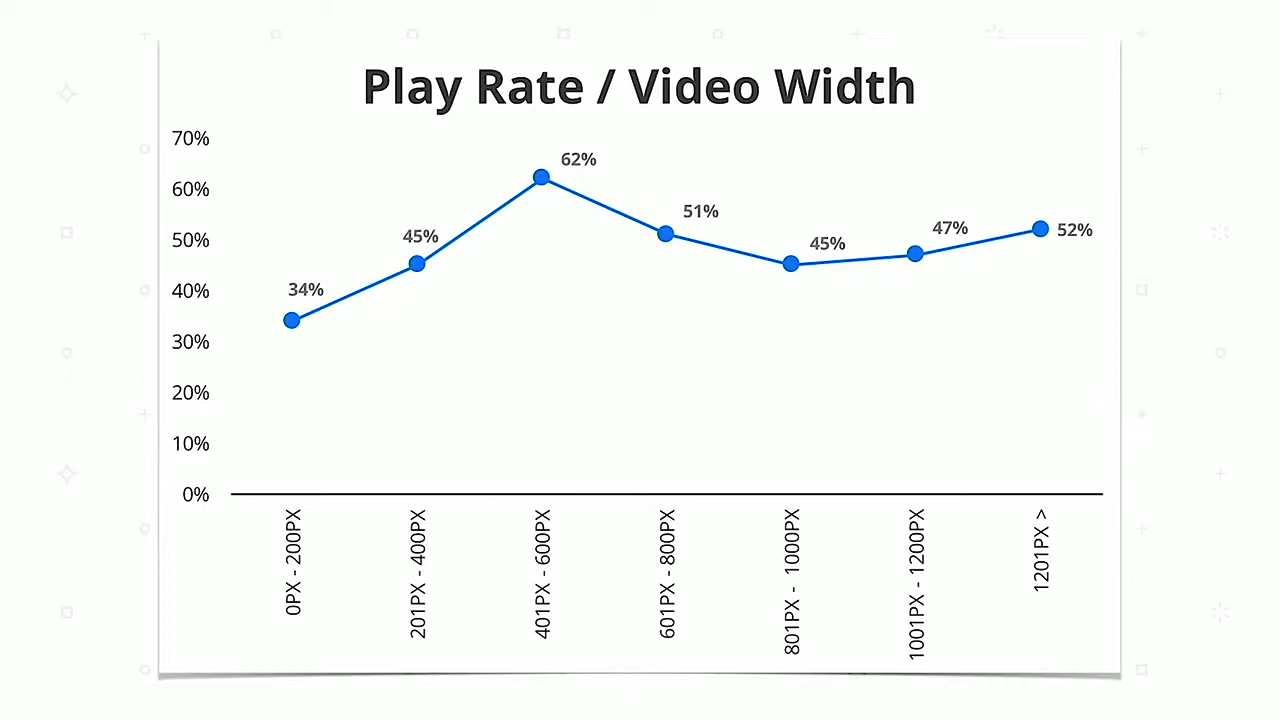 Play Rate / Video Width
70%
60%
50%
40%
30%
20%
10%
0%
34%
45%
62%
51%
45%
47%
52%
0PX - 200PX
201PX - 400PX
401PX - 600PX
601PX - 800PX
801PX - 1000PX
1001PX - 1200PX
1201PX >